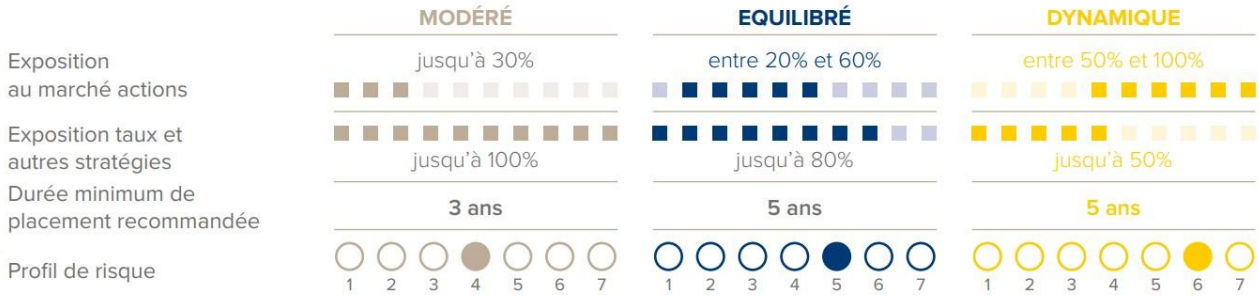 MODÉRÉ EQUILIBRÉ DYNAMIQUE
Exposition
au marché actions
jusqu'à 30% entre 20% et 60% entre 50% et 100%
Exposition taux et
autres stratégies
jusqu'à 100% jusqu'à 80% jusqu'à 50%
Durée minimum de
placement recommandée
3 ans 5 ans 5 ans
Profil de risque
1 2 3 4 5 6 7 1 2 3 4 5 6 7 1 2 3 4 5 6 7